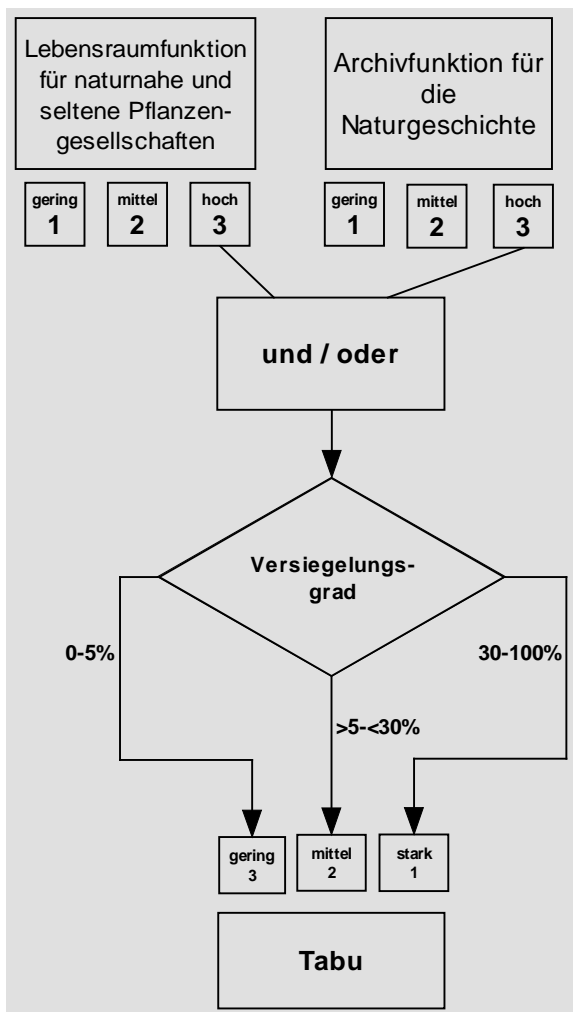 Lebensraumfunktion
für naturnahe und
seltene Pflanzen-
gesellschaften
Archivfunktion für
die
Naturgeschichte
gering
1
mittel
2
hoch
3
gering
1
mittel
2
hoch
3
und / oder
Versiegelungs-
grad
0-5%
30-100%
>5-<30%
gering
3
mittel
2
stark
1
Tabu